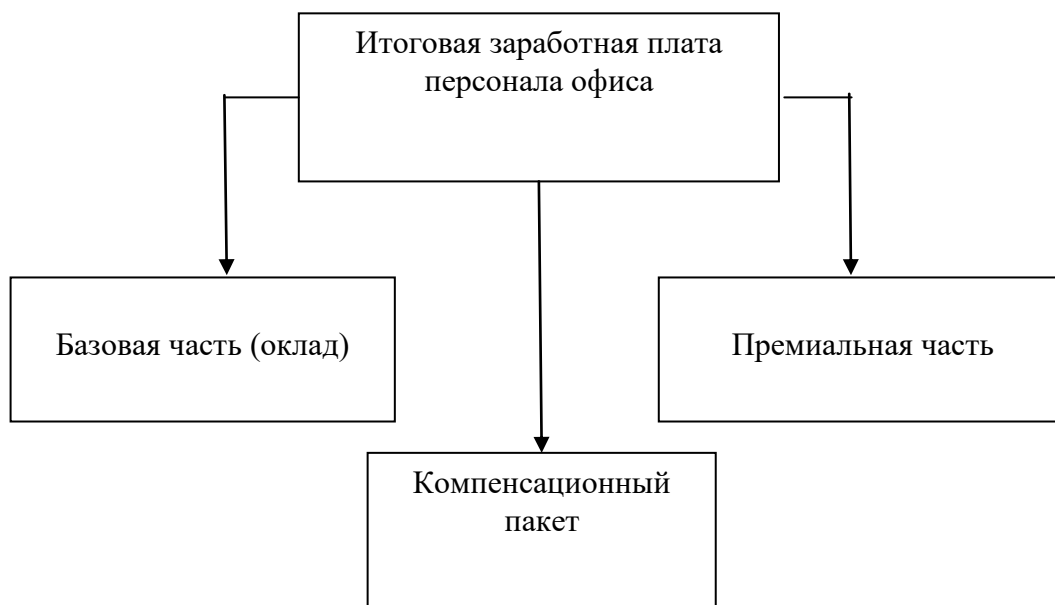 Итоговая заработная плата
персонала офиса
Базовая часть (оклад)
Премиальная часть
Компенсационный
пакет